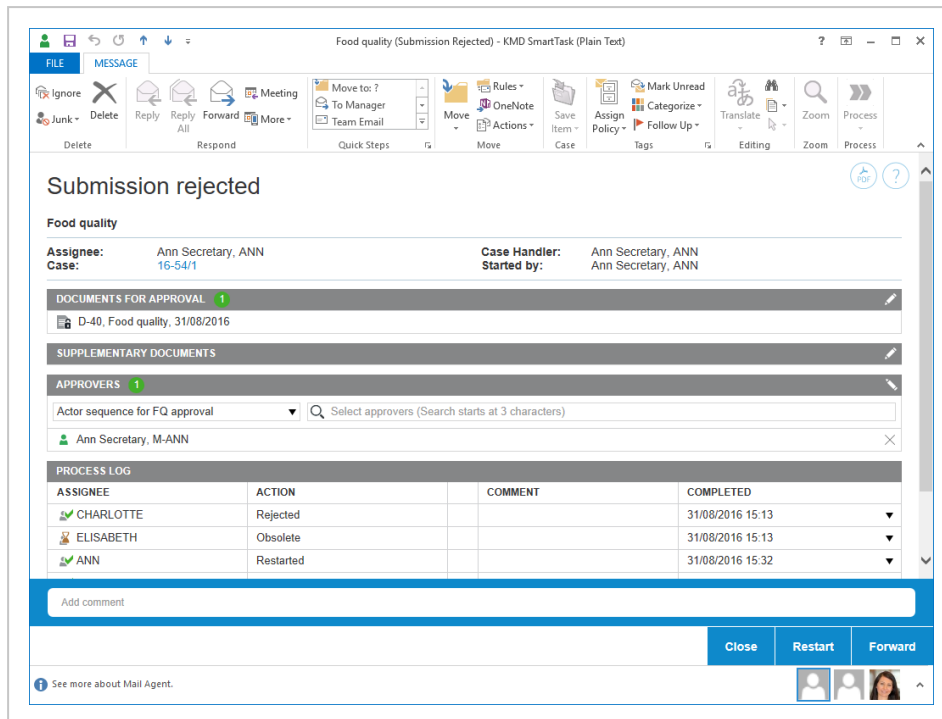 Food quality (Submission Rejected) - KMD SmartTask (Plain Text)
?
FILE MESSAGE
Ignore
Junk
Delete
Reply
Reply All
Forward
Meeting
More
Move to: ?
To Manager
Team Email
Move
Rules
OneNote
Actions
Save Item
Assign Policy
Mark Unread
Categorize
Follow Up
Translate
Zoom
Process
Delete Respond Quick Steps Move Case Tags Editing Zoom Process
Submission rejected
PDF ?
Food quality
Assignee: Ann Secretary, ANN Case Handler: Ann Secretary, ANN
Case: 16-54/1 Started by: Ann Secretary, ANN
DOCUMENTS FOR APPROVAL 1
D-40, Food quality, 31/08/2016
SUPPLEMENTARY DOCUMENTS
APPROVERS 1
Actor sequence for FQ approval Select approvers (Search starts at 3 characters)
Ann Secretary, M-ANN
PROCESS LOG
ASSIGNEE ACTION COMMENT COMPLETED
CHARLOTTE Rejected 31/08/2016 15:13
ELISABETH Obsolete 31/08/2016 15:13
ANN Restarted 31/08/2016 15:32
Add comment
Close Restart Forward
See more about Mail Agent.